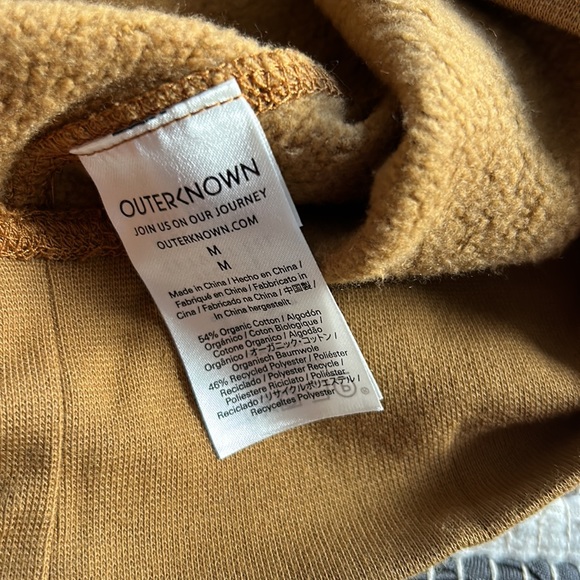 OUTERKNOWN
JOIN US ON OUR JOURNEY
OUTERKNOWN.COM
M
M
Made in China / Hecho en China /
Fabriqué en China / Fabbricato in
Cina / Fabricado na China / 中国製 /
In China hergestellt
54% Organic Cotton / Algodón
Orgánico / Coton Biologique /
Cotone Organico / Algodão
Orgânico / オーガニック・コットン /
Organisch Baumwole
46% Recycled Polyester / Poliéster
Reciclado / Polyester Recycle /
Poliestere Riciclato / Poliéster
Reciclado / リサイクルポリエステル /
Recyceltes Polyester